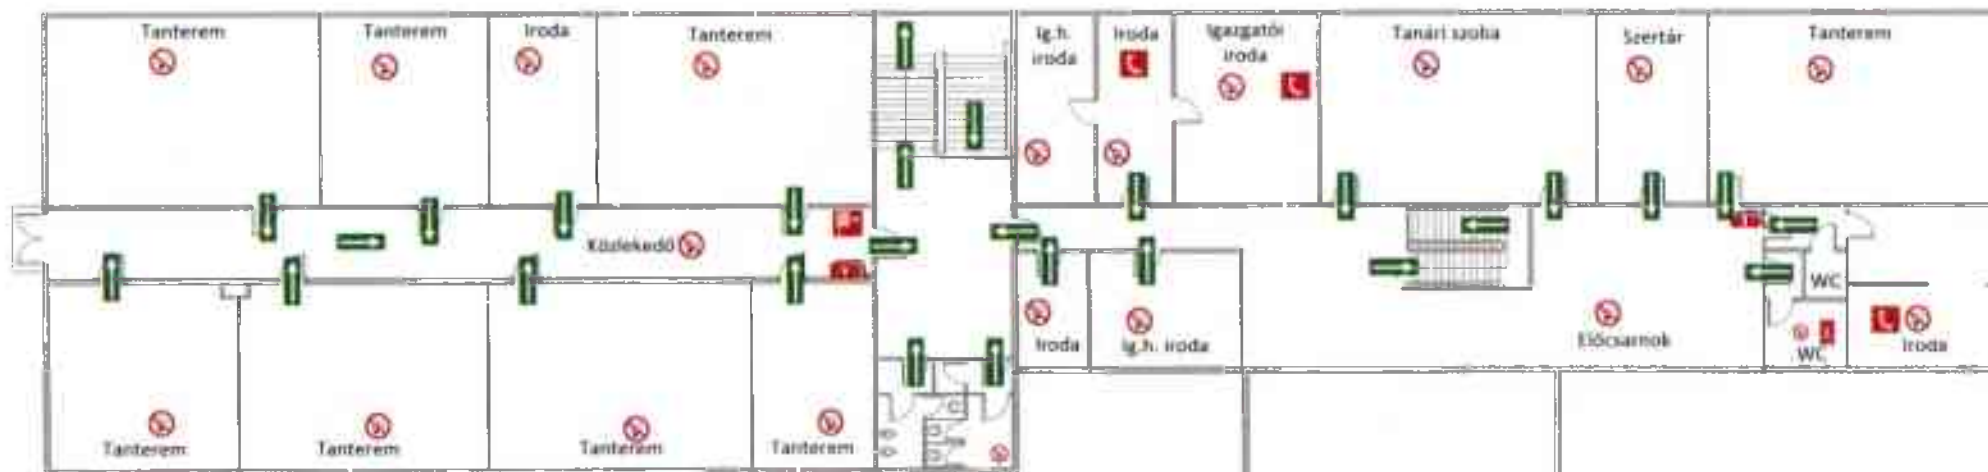 Tanterem
Tanterem
Iroda
Tanterem
Ig.h.
iroda
Iroda
Igazgatói
iroda
Tanári szoba
Szertár
Tanterem
Közlekedő
WC
Iroda
Ig.h. iroda
Előcsarnok
WC
Iroda
Tanterem
Tanterem
Tanterem
Tanterem